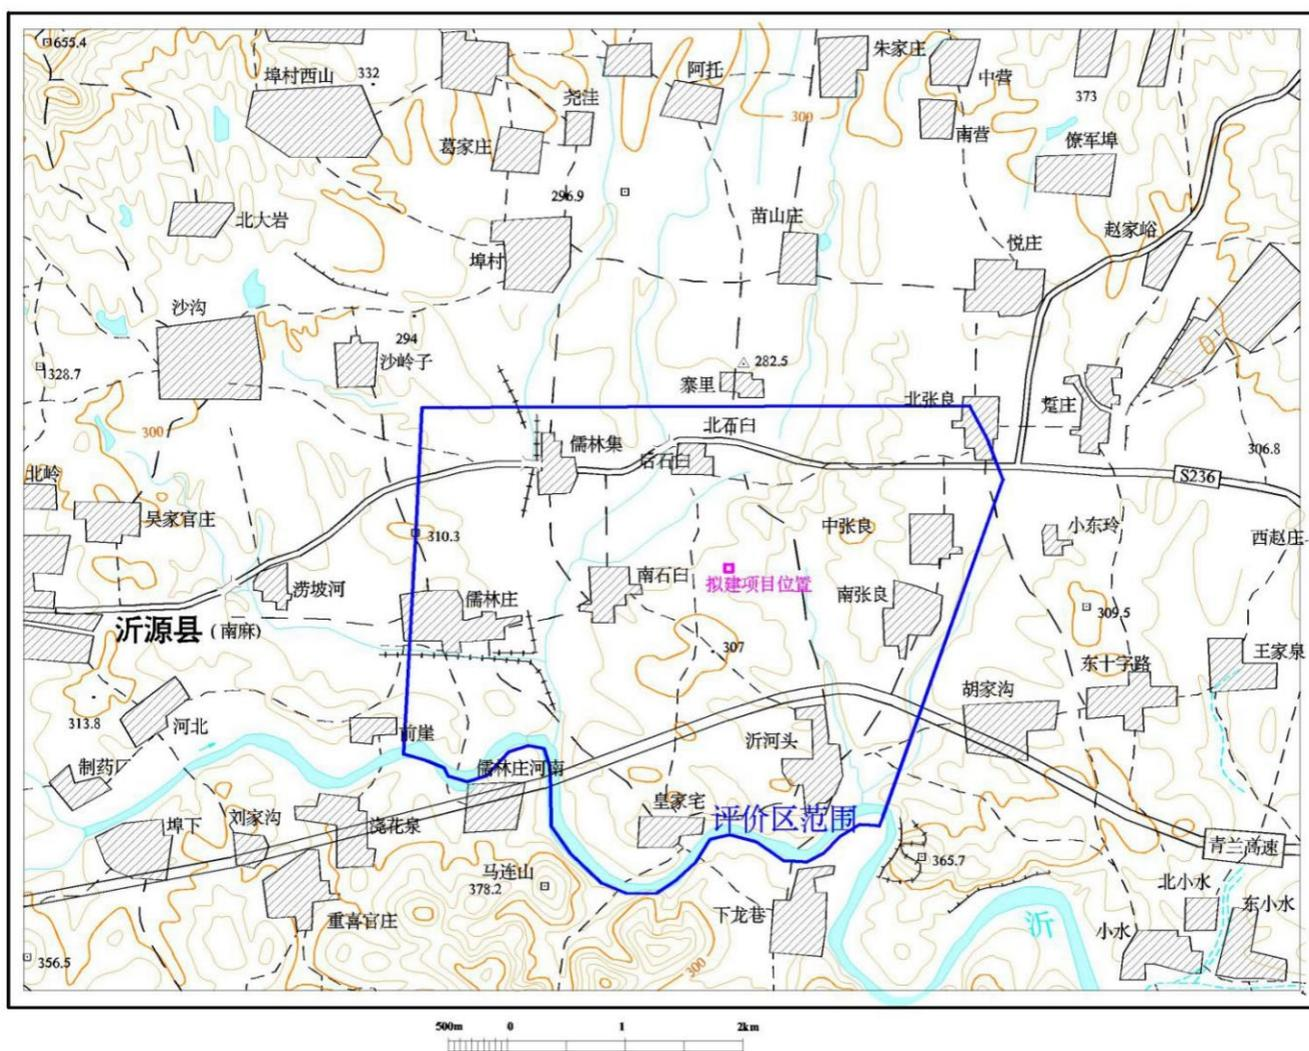 655.4
埠村西山
332
阿托
朱家庄
中营
373
尧洼
300
葛家庄
南营
僚军埠
296.9
北大岩
苗山庄
赵家峪
悦庄
埠村
沙沟
294
沙岭子
282.5
328.7
寨里
北张良
踅庄
300
儒林集
北石臼
后石臼
306.8
北岭
S236
吴家官庄
310.3
中张良
小东玲
西赵庄
南石臼
拟建项目位置
涝坡河
儒林庄
南张良
309.5
沂源县
(南麻)
307
东十字路
王家泉
胡家沟
313.8
河北
前崖
沂河头
制药厂
儒林庄河南
皇家宅
评价区范围
埠下
刘家沟
浇花泉
青兰高速
365.7
马连山
378.2
北小水
东小水
下龙巷
重喜官庄
沂
小水
356.5
300
500m 0 1 2km